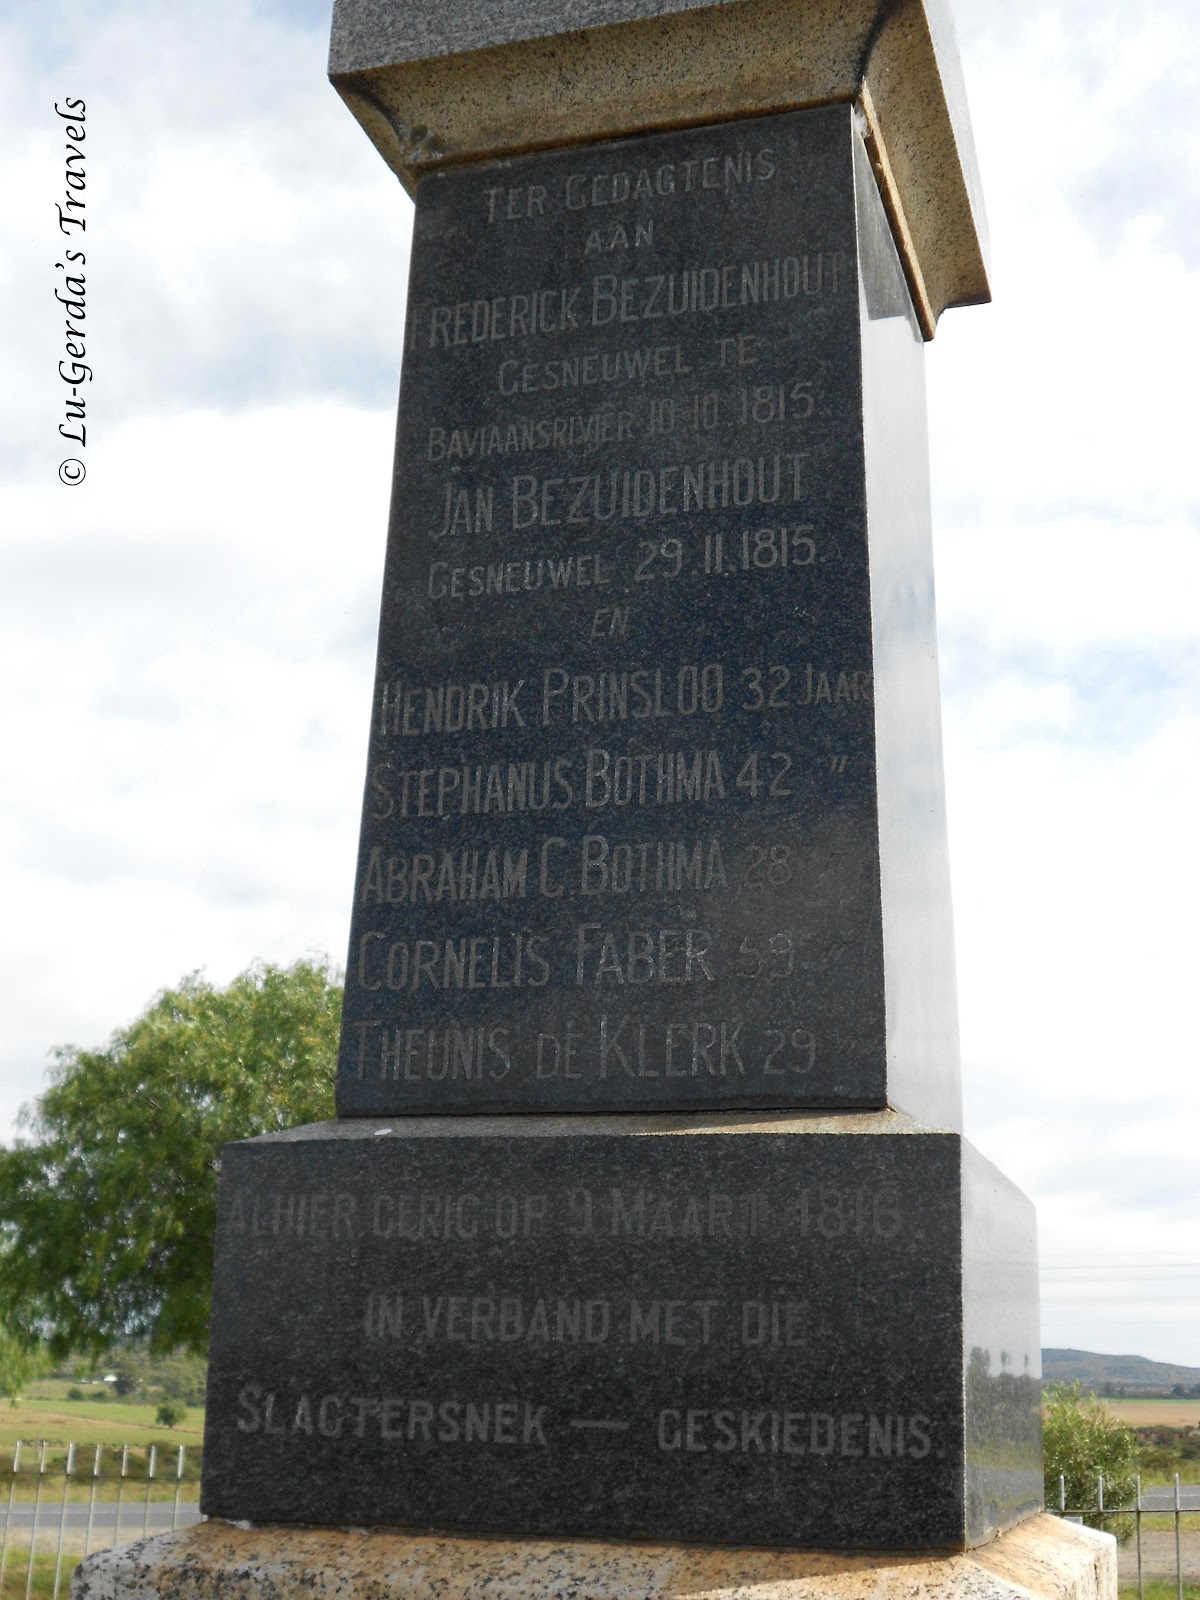 © Lu-Gerda's Travels
TER GEDAGTENIS
AAN
FREDERICK BEZUIDENHOUT
GESNEUWEL TE
BAVIAANSRIVIER 10.10.1815.
JAN BEZUIDENHOUT
GESNEUWEL 29.11.1815.
EN
HENDRIK PRINSLOO 32 JAAR
STEPHANUS BOTHMA 42 "
ABRAHAM C. BOTHMA 28 "
CORNELIS FABER 59 "
THEUNIS DE KLERK 29 "
ALHIER GERIG OP 9 MAART 1816
IN VERBAND MET DIE
SLAGTERSNEK — GESKIEDENIS.